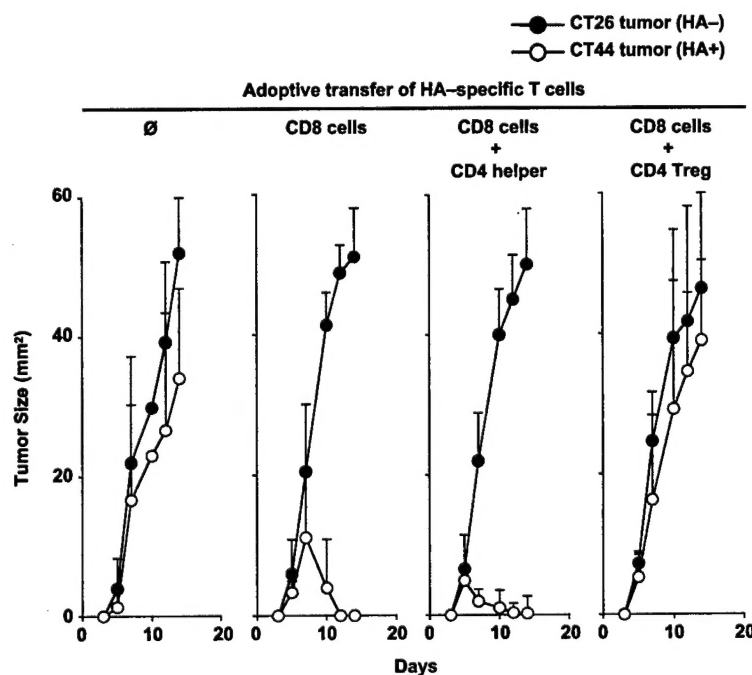 CT26 tumor (HA–)
CT44 tumor (HA+)
Adoptive transfer of HA–specific T cells
Ø
CD8 cells
CD8 cells
+
CD4 helper
CD8 cells
+
CD4 Treg
Tumor Size (mm²)
60
40
20
0
0 10 20
0 10 20
0 10 20
0 10 20
Days